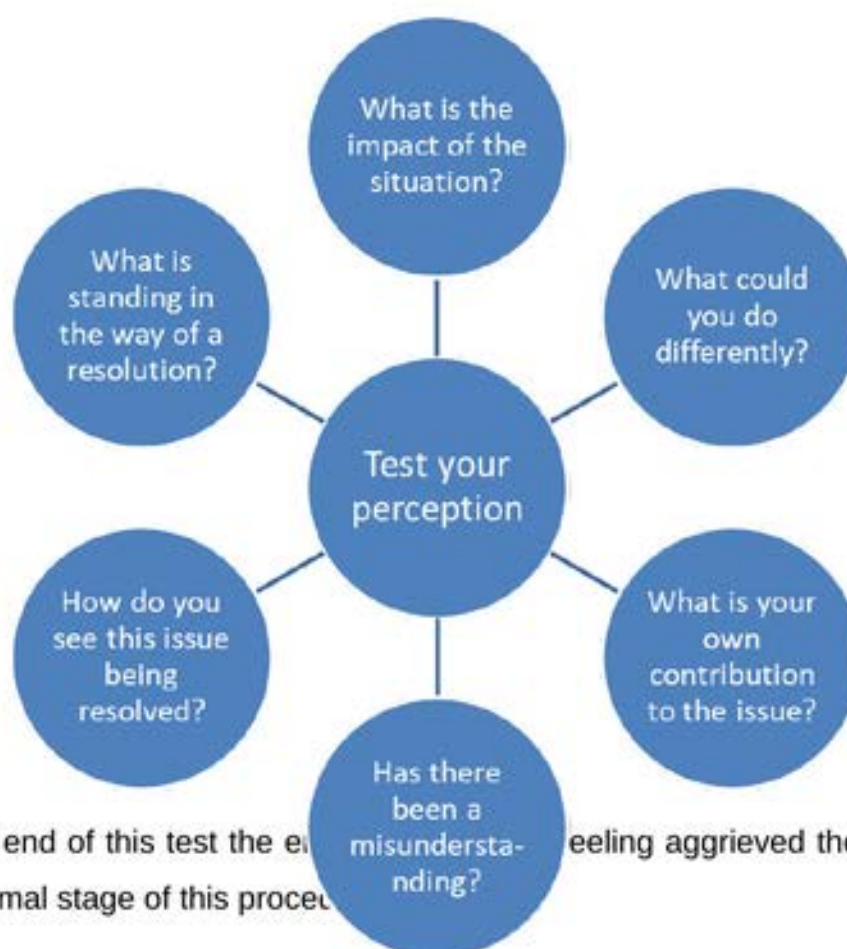 What is the
impact of the
situation?
What could
you do
differently?
What is your
own
contribution
to the issue?
Has there
been a
misundersta-
nding?
How do you
see this issue
being
resolved?
What is
standing in
the way of a
resolution?
Test your
perception
end of this test the eeling aggrieved
mal stage of this